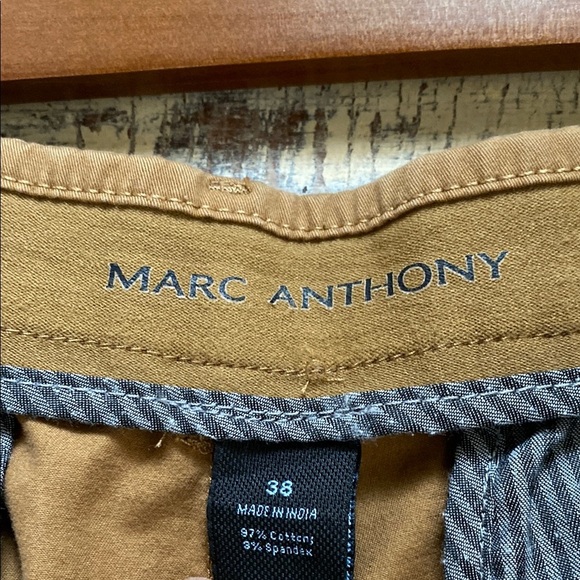 MARC ANTHONY
38
MADE IN INDIA
97% Cotton;
3% Spandex